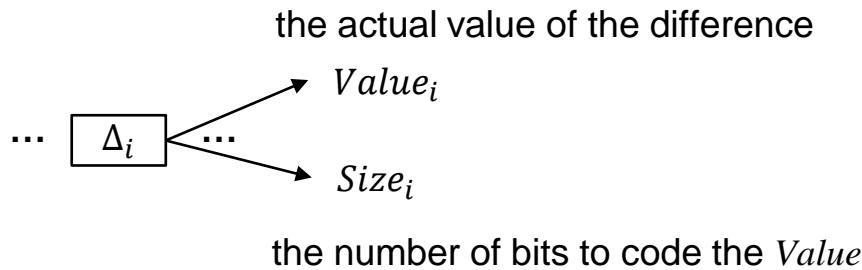 the actual value of the difference
Value_i
... Δ_i ...
Size_i
the number of bits to code the Value